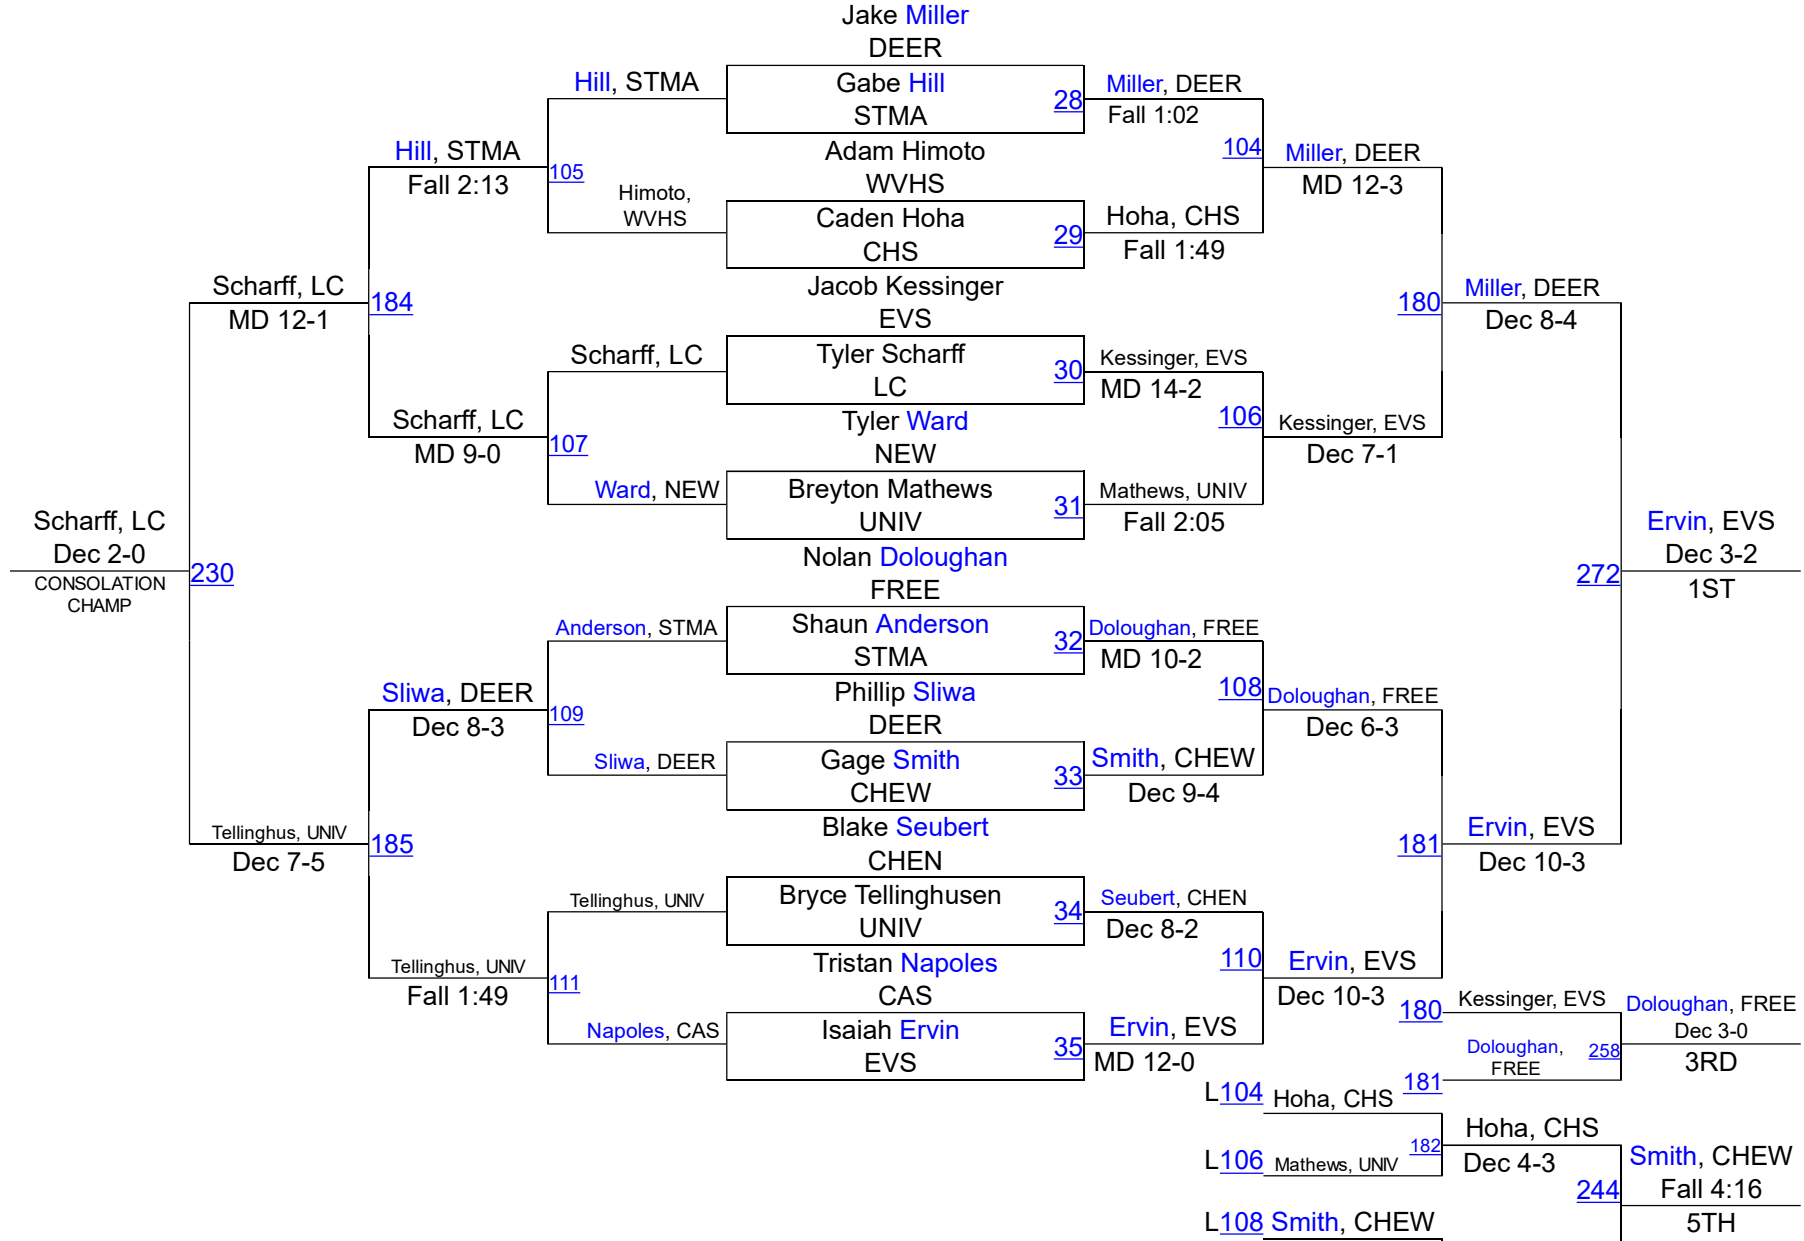 Jake Miller
DEER
Hill, STMA
Gabe Hill
STMA
28
Miller, DEER
Fall 1:02
Hill, STMA
Fall 2:13
105
Adam Himoto
WVHS
104
Miller, DEER
MD 12-3
Himoto,
WVHS
Caden Hoha
CHS
29
Hoha, CHS
Fall 1:49
Scharff, LC
MD 12-1
184
Jacob Kessinger
EVS
180
Miller, DEER
Dec 8-4
Scharff, LC
Tyler Scharff
LC
30
Kessinger, EVS
MD 14-2
Scharff, LC
MD 9-0
107
Tyler Ward
NEW
106
Kessinger, EVS
Dec 7-1
Ward, NEW
Breyton Mathews
UNIV
31
Mathews, UNIV
Fall 2:05
Scharff, LC
Dec 2-0
CONSOLATION
CHAMP
230
Nolan Doloughan
FREE
272
Ervin, EVS
Dec 3-2
1ST
Anderson, STMA
Shaun Anderson
STMA
32
Doloughan, FREE
MD 10-2
Sliwa, DEER
Dec 8-3
109
Phillip Sliwa
DEER
108
Doloughan, FREE
Dec 6-3
Sliwa, DEER
Gage Smith
CHEW
33
Smith, CHEW
Dec 9-4
Tellinghus, UNIV
Dec 7-5
185
Blake Seubert
CHEN
181
Ervin, EVS
Dec 10-3
Tellinghus, UNIV
Bryce Tellinghusen
UNIV
34
Seubert, CHEN
Dec 8-2
Tellinghus, UNIV
Fall 1:49
111
Tristan Napoles
CAS
110
Ervin, EVS
Dec 10-3
Napoles, CAS
Isaiah Ervin
EVS
35
Ervin, EVS
MD 12-0
180
Kessinger, EVS
Doloughan,
FREE
181
258
Doloughan, FREE
Dec 3-0
3RD
L104
Hoha, CHS
L106
Mathews, UNIV
182
Hoha, CHS
Dec 4-3
244
Smith, CHEW
Fall 4:16
5TH
L108
Smith, CHEW